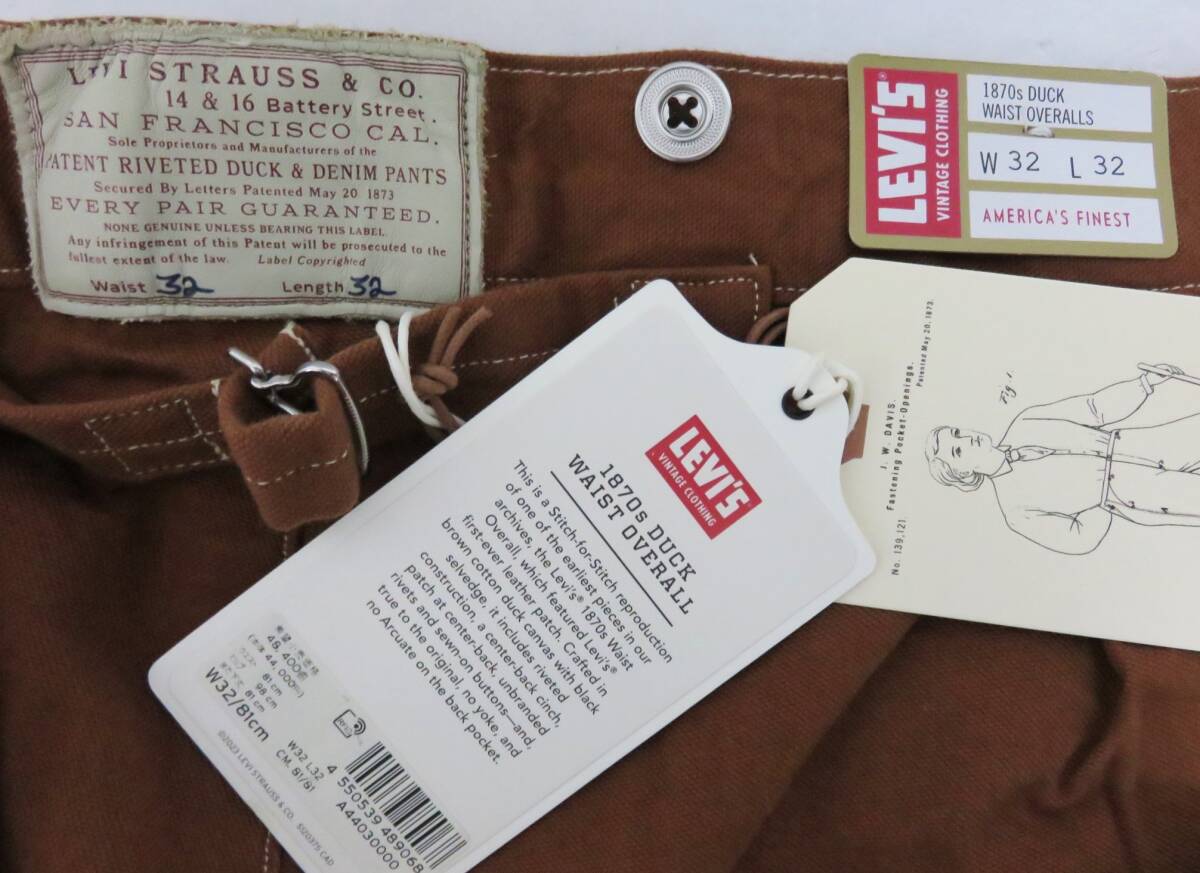 LEVI STRAUSS & CO.
14 & 16 Battery Street.
SAN FRANCISCO CAL.
Sole Proprietors and Manufacturers of the
PATENT RIVETED DUCK & DENIM PANTS
Secured By Letters Patented May 20 1873
EVERY PAIR GUARANTEED.
NONE GENUINE UNLESS BEARING THIS LABEL.
Any infringement of this Patent will be prosecuted to the
fullest extent of the law. Label Copyrighted
Waist 32 Length 32
LEVI'S®
VINTAGE CLOTHING
1870s DUCK
WAIST OVERALLS
W 32 L 32
AMERICA'S FINEST
J. W. DAVIS.
Fastening Pocket-Openings.
No. 139,121. Patented May 20, 1873.
Fig. 1.
LEVI'S®
VINTAGE CLOTHING
1870s DUCK
WAIST OVERALL
This is a Stitch-for-Stitch reproduction
of one of the earliest pieces in our
archives, the Levi's® 1870s Waist
Overall, which featured Levi's®
first-ever leather patch. Crafted in
brown cotton duck canvas with black
selvedge, it includes riveted
construction, a center-back cinch,
patch at center-back, unbranded
rivets and sewn-on buttons—and,
true to the original, no yoke, and
no Arcuate on the back pocket.
48,400
44,000
81 cm
98 cm
81 cm
W32/81cm
W32 L32
CM. 81/81
4 550539 489068
A44030000
©2023 LEVI STRAUSS & CO.